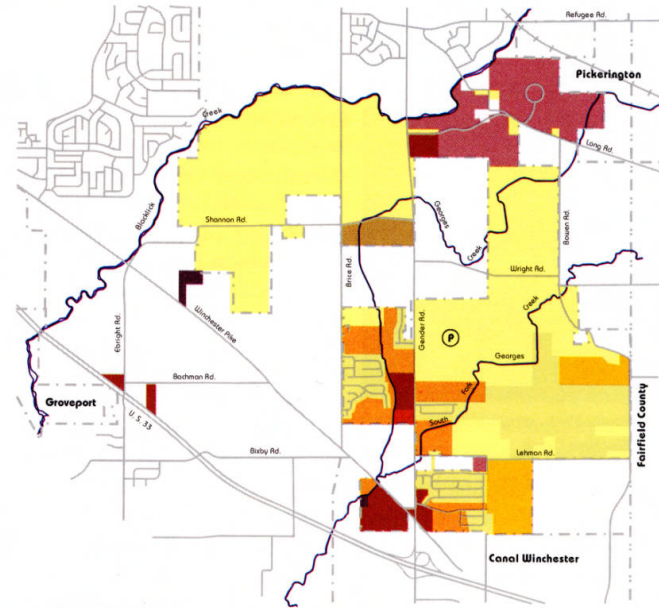 Refugee Rd.
Pickerington
Long Rd.
Creek
Blacklick
Shannon Rd.
Georges
Creek
Bowen Rd.
Brice Rd.
Wright Rd.
Winchester Pike
Ebright Rd.
Gender Rd.
Creek
P
Georges
Fork
South
Bachman Rd.
Groveport
U.S. 33
Bixby Rd.
Lehman Rd.
Fairfield County
Canal Winchester